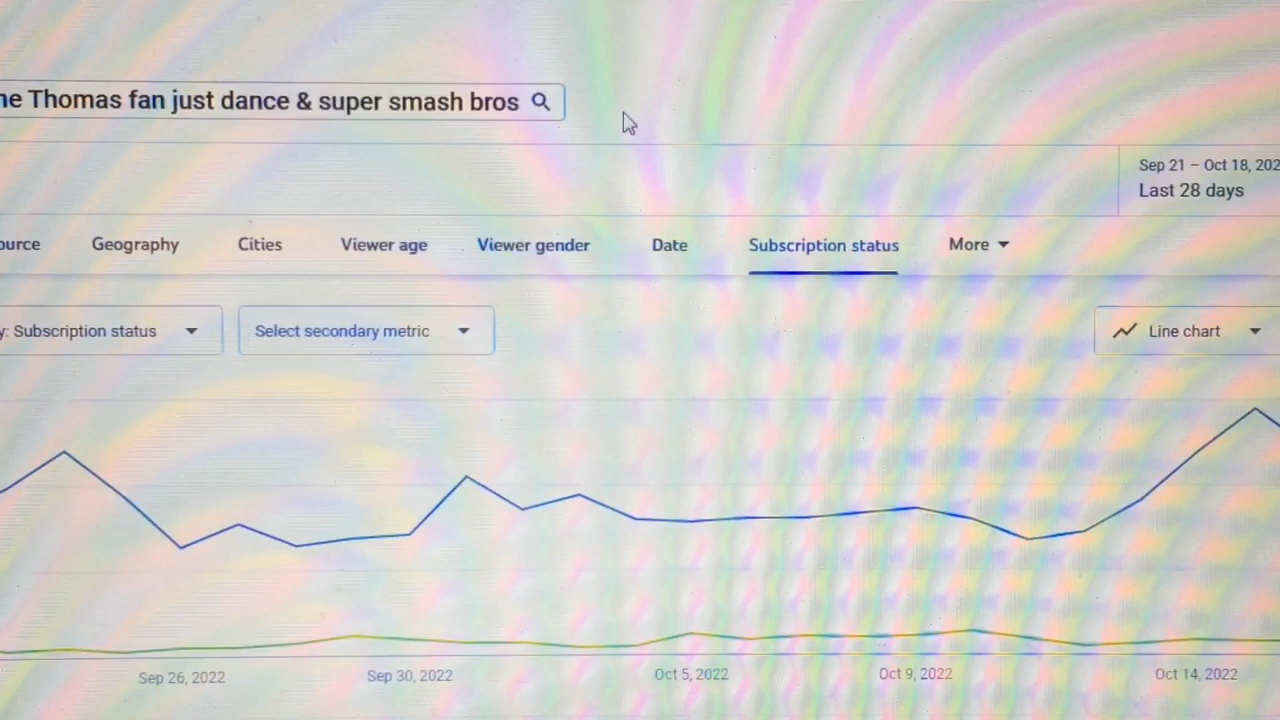 ne Thomas fan just dance & super smash bros
Sep 21 – Oct 18, 202
Last 28 days
ource Geography Cities Viewer age Viewer gender Date Subscription status More
y: Subscription status Select secondary metric Line chart
Sep 26, 2022 Sep 30, 2022 Oct 5, 2022 Oct 9, 2022 Oct 14, 2022